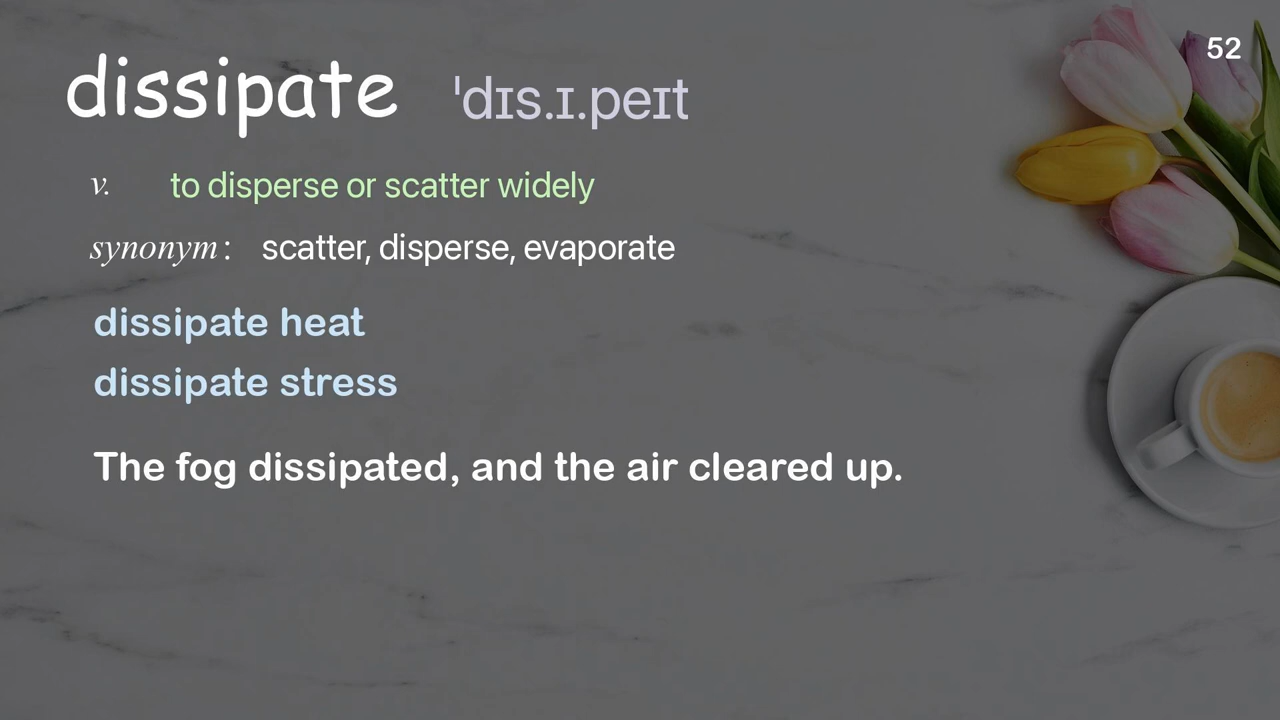 52
dissipate ˈdɪs.ɪ.peɪt
v. to disperse or scatter widely
synonym: scatter, disperse, evaporate
dissipate heat
dissipate stress
The fog dissipated, and the air cleared up.